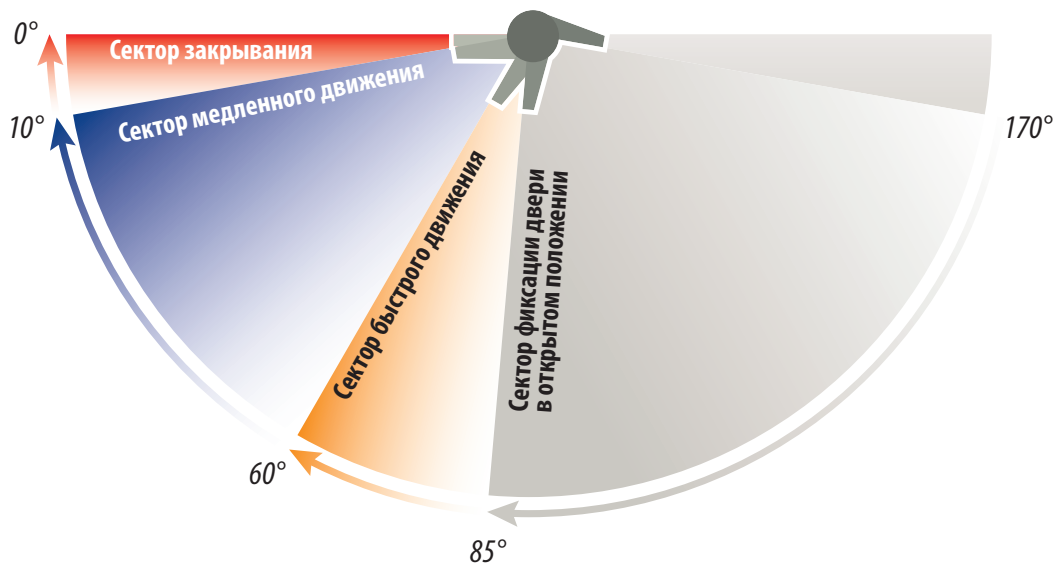 0°
Сектор закрывания
Сектор медленного движения
10°
170°
Сектор быстрого движения
Сектор фиксации двери
в открытом положении
60°
85°